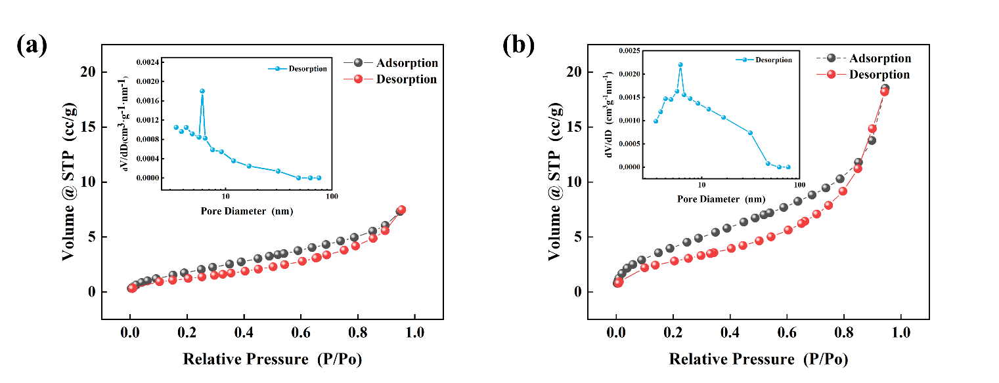 (a)
Adsorption
Desorption
Desorption
0.0024
0.0020
0.0016
0.0012
0.0008
0.0004
0.0000
dV/dD(cm3·g-1·nm-1)
10
100
Pore Diameter (nm)
20
15
10
5
0
Volume @ STP (cc/g)
0.0
0.2
0.4
0.6
0.8
1.0
Relative Pressure (P/Po)
(b)
Adsorption
Desorption
Desorption
0.0025
0.0020
0.0015
0.0010
0.0005
0.0000
dV/dD (cm³g⁻¹nm⁻¹)
10
100
Pore Diameter (nm)
20
15
10
5
0
Volume @ STP (cc/g)
0.0
0.2
0.4
0.6
0.8
1.0
Relative Pressure (P/Po)